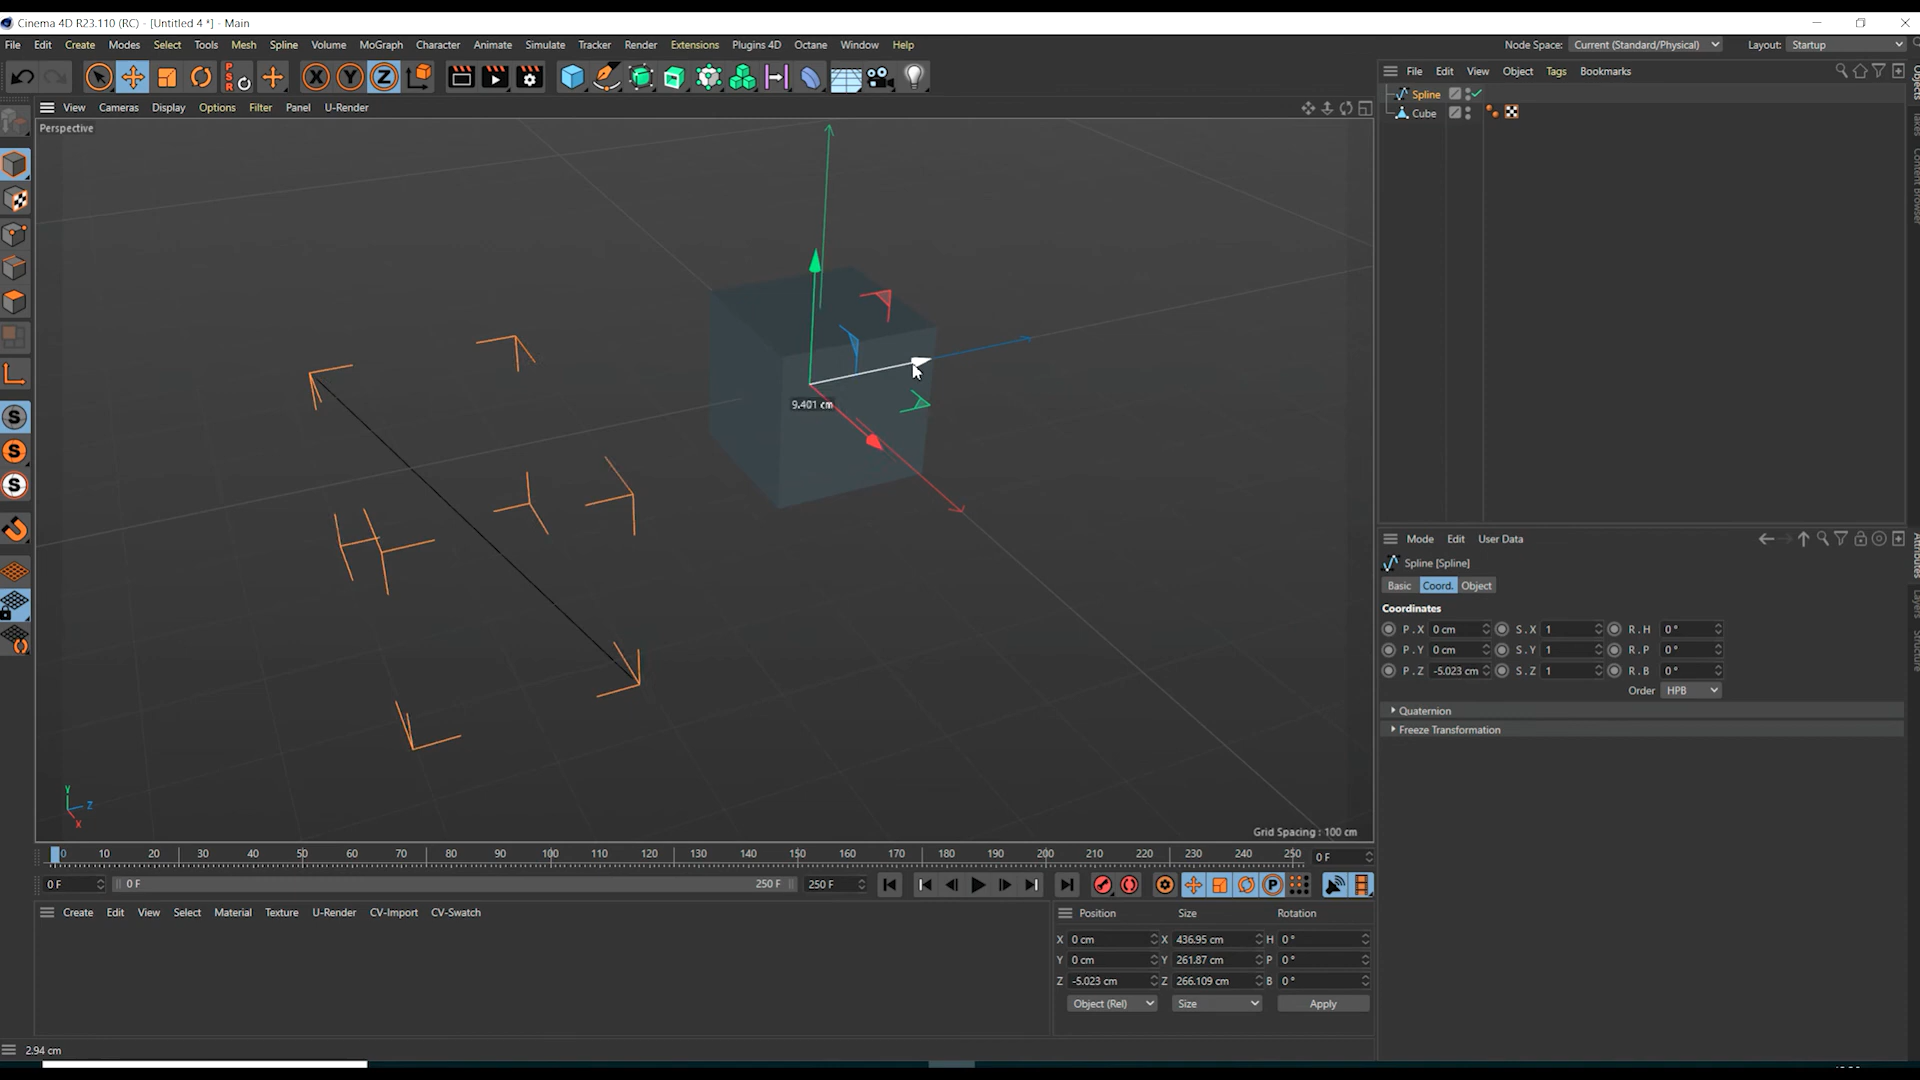 Cinema 4D R23.110 (RC) - [Untitled 4 *] - Main
File Edit Create Modes Select Tools Mesh Spline Volume MoGraph Character Animate Simulate Tracker Render Extensions Plugins 4D Octane Window Help
Node Space: Current (Standard/Physical) Layout: Startup
PSR X Y Z
File Edit View Object Tags Bookmarks
Spline
Cube
View Cameras Display Options Filter Panel U-Render
Perspective
S
S
S
9.401 cm
Y
Z
X
Grid Spacing : 100 cm
Objects
Takes
Content Browser
Mode Edit User Data
Spline [Spline]
Basic Coord. Object
Coordinates
P . X 0 cm S . X 1 R . H 0 °
P . Y 0 cm S . Y 1 R . P 0 °
P . Z -5.023 cm S . Z 1 R . B 0 °
Order HPB
Quaternion
Freeze Transformation
Attributes
Layers
Structure
0 10 20 30 40 50 60 70 80 90 100 110 120 130 140 150 160 170 180 190 200 210 220 230 240 250 0 F
0 F 0 F 250 F 250 F P
Create Edit View Select Material Texture U-Render CV-Import CV-Swatch
Position Size Rotation
X 0 cm X 436.95 cm H 0 °
Y 0 cm Y 261.87 cm P 0 °
Z -5.023 cm Z 266.109 cm B 0 °
Object (Rel) Size Apply
2.94 cm